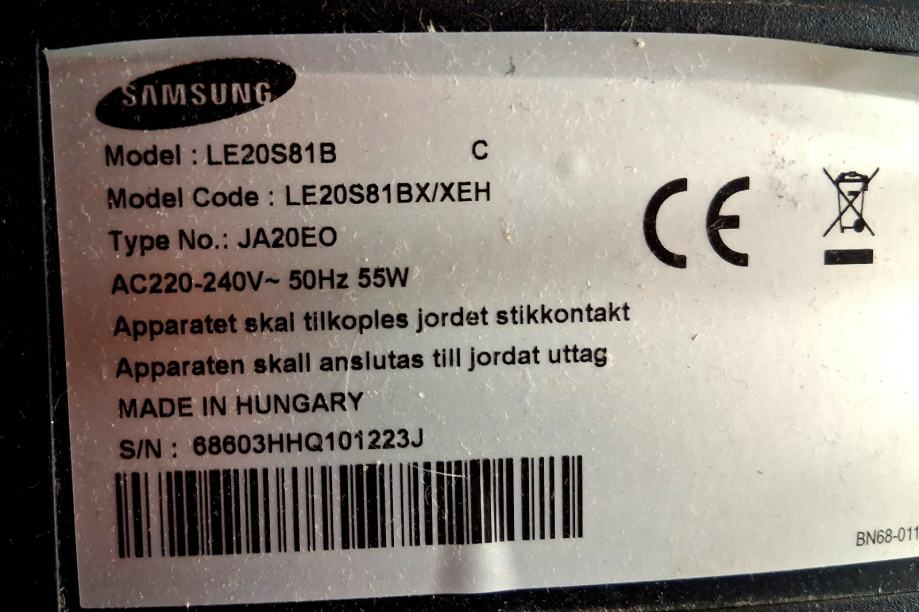 SAMSUNG
Model : LE20S81B C
Model Code : LE20S81BX/XEH
Type No.: JA20EO
AC220-240V~ 50Hz 55W
Apparatet skal tilkoples jordet stikkontakt
Apparaten skall anslutas till jordat uttag
MADE IN HUNGARY
S/N : 68603HHQ101223J
CE
BN68-011